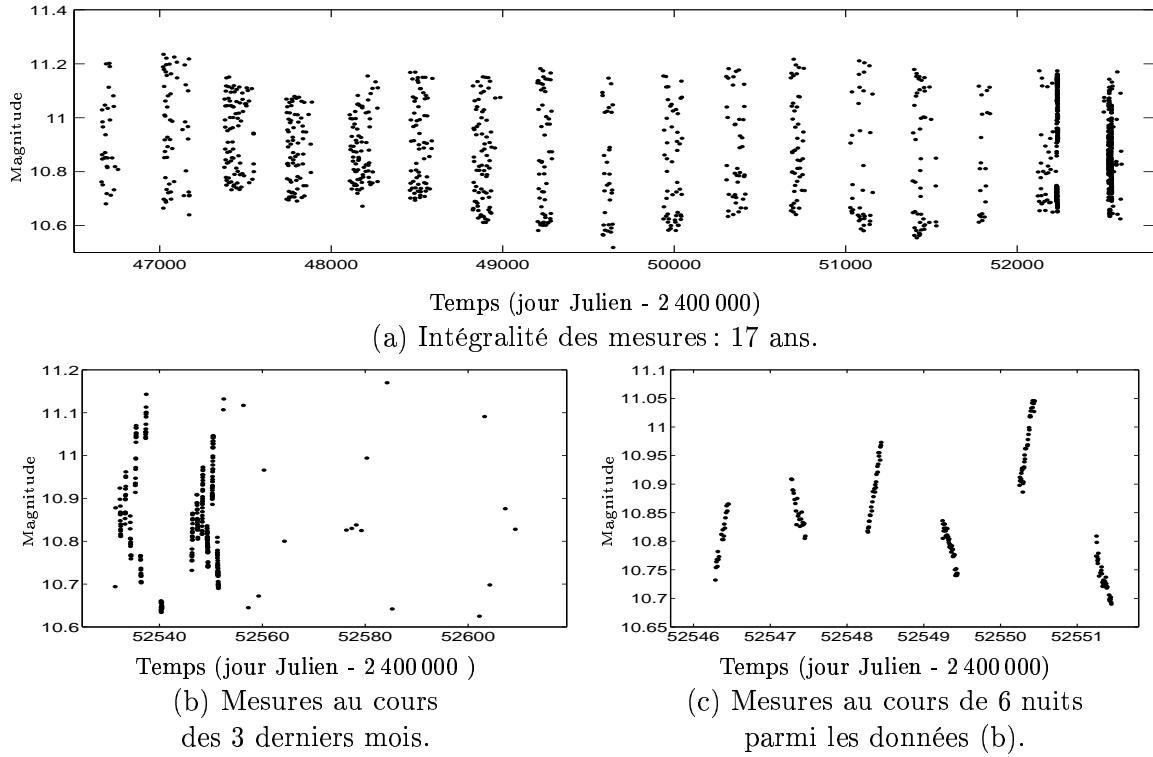 11.4
11.2
11
10.8
10.6
Magnitude
47000 48000 49000 50000 51000 52000
Temps (jour Julien - 2 400 000)
(a) Intégralité des mesures : 17 ans.
11.2
11.1
11
10.9
10.8
10.7
10.6
Magnitude
52540 52560 52580 52600
Temps (jour Julien - 2 400 000 )
(b) Mesures au cours
des 3 derniers mois.
11.1
11.05
11
10.95
10.9
10.85
10.8
10.75
10.7
10.65
Magnitude
52546 52547 52548 52549 52550 52551
Temps (jour Julien - 2 400 000)
(c) Mesures au cours de 6 nuits
parmi les données (b).